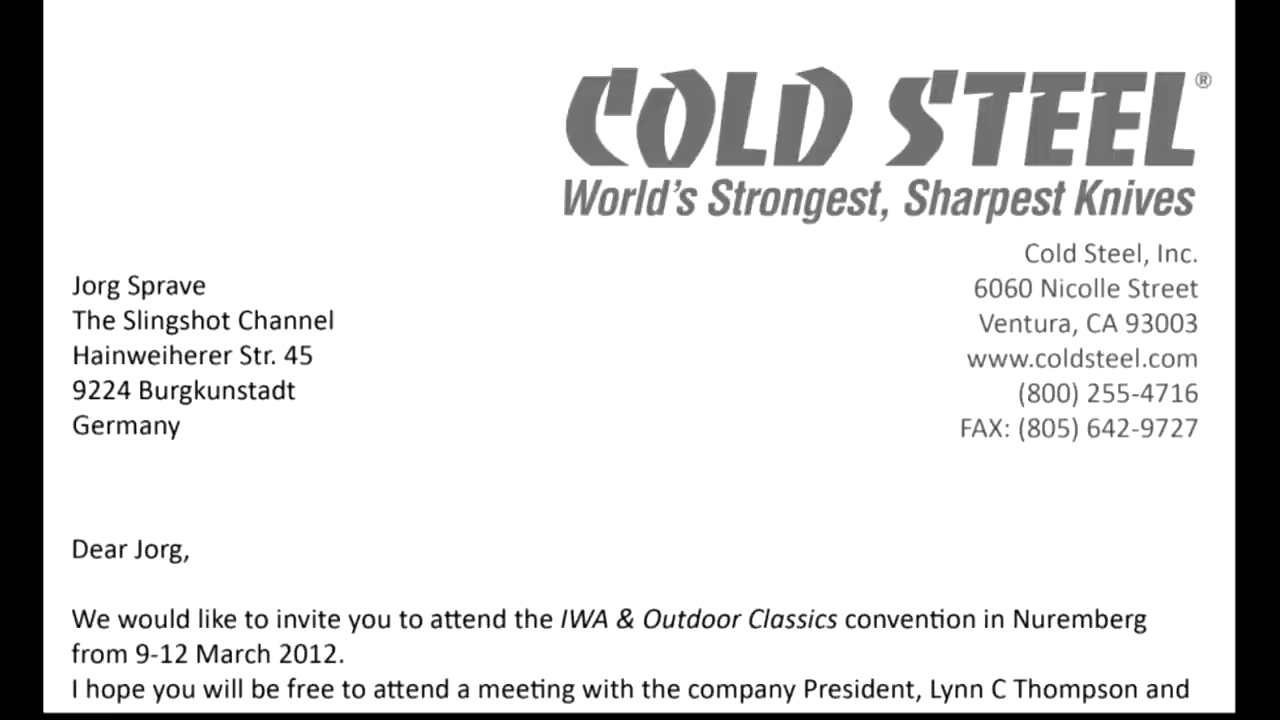 COLD STEEL®
World's Strongest, Sharpest Knives
Cold Steel, Inc.
6060 Nicolle Street
Ventura, CA 93003
www.coldsteel.com
(800) 255-4716
FAX: (805) 642-9727
Jorg Sprave
The Slingshot Channel
Hainweiherer Str. 45
9224 Burgkunstadt
Germany
Dear Jorg,
We would like to invite you to attend the IWA & Outdoor Classics convention in Nuremberg
from 9-12 March 2012.
I hope you will be free to attend a meeting with the company President, Lynn C Thompson and